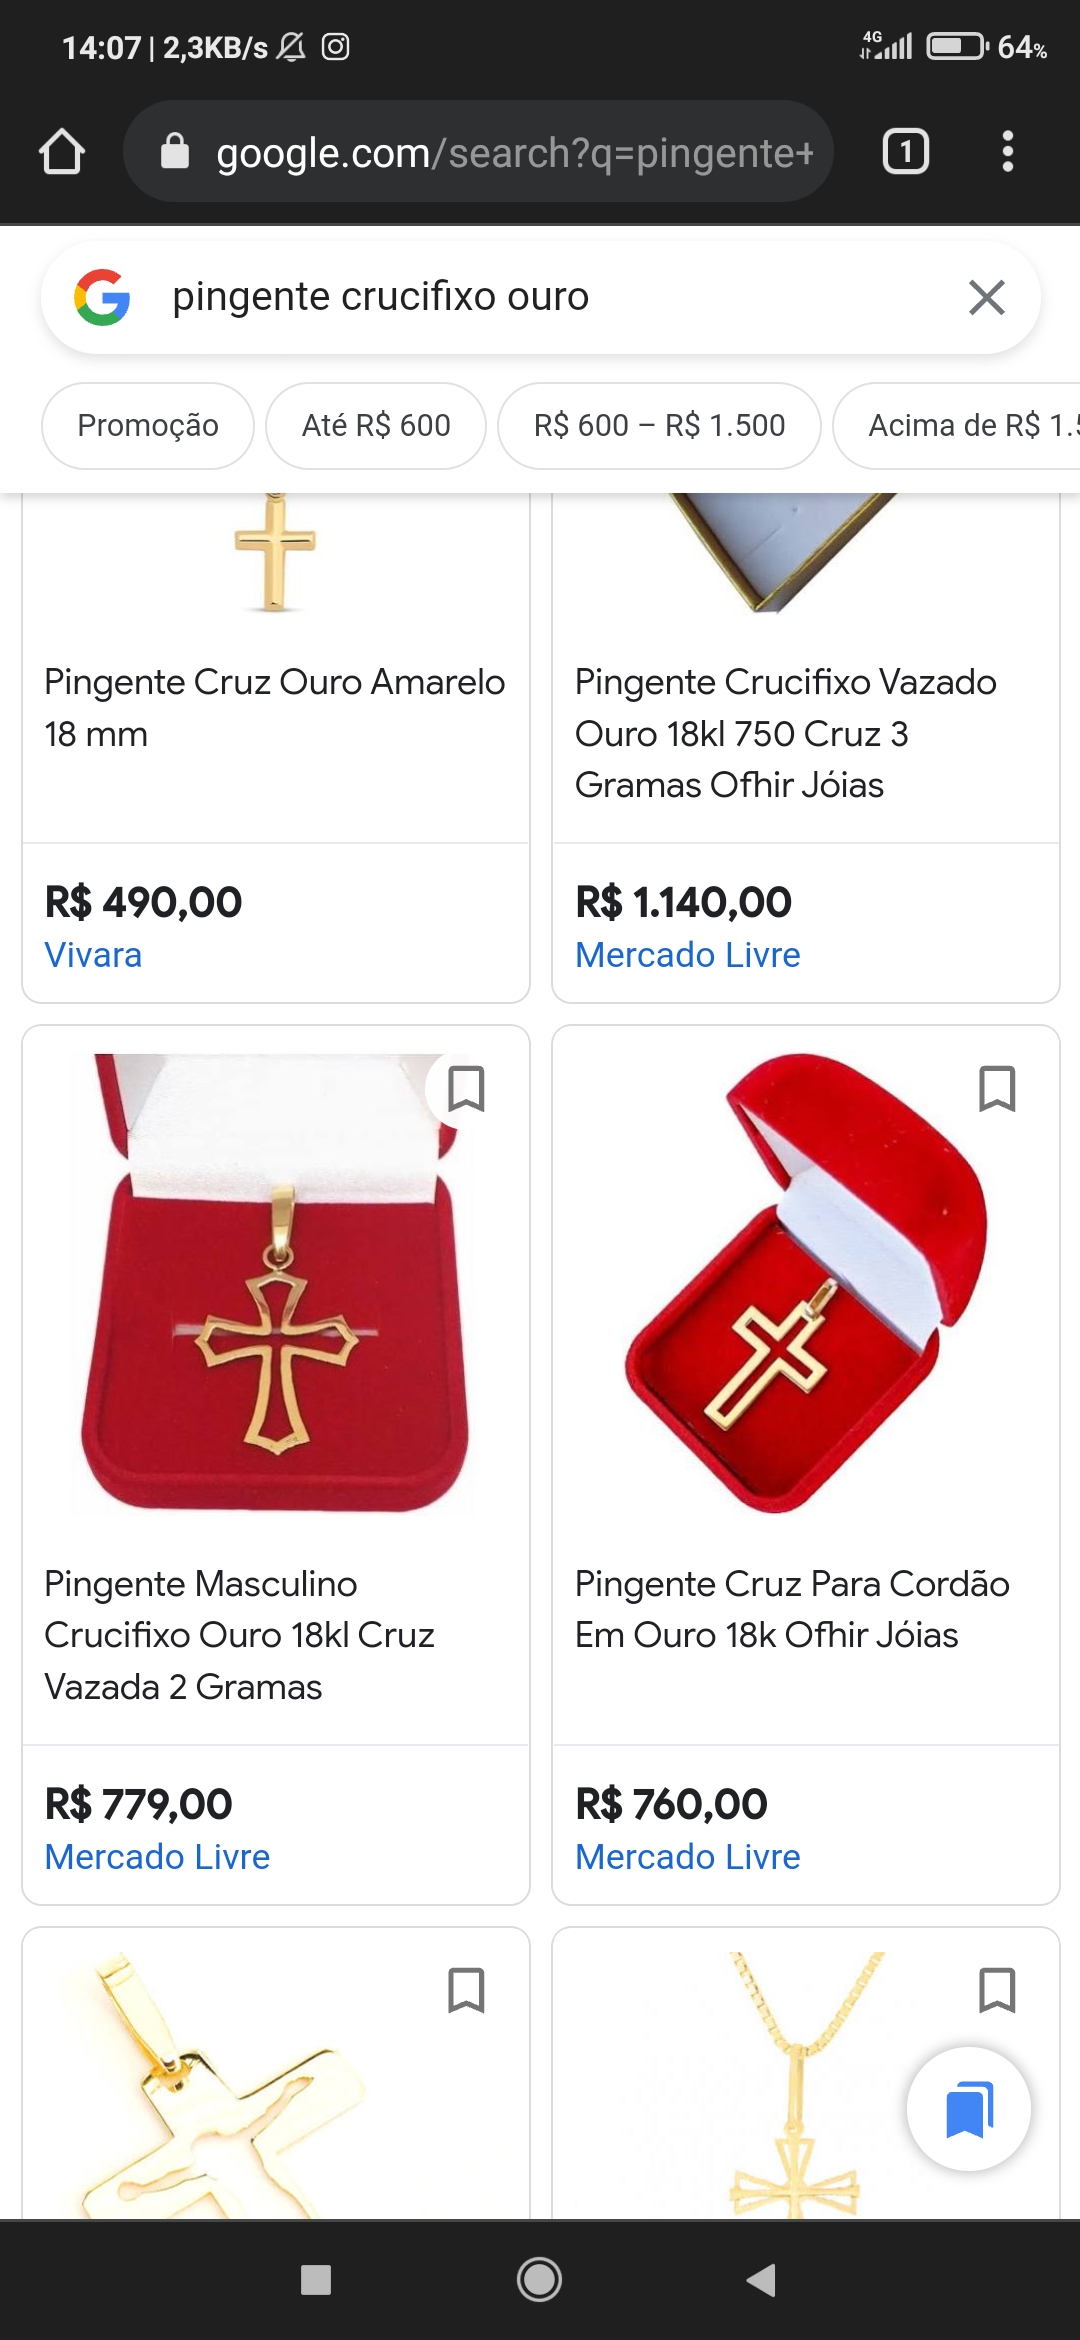 14:07 | 2,3KB/s
4G
64%
google.com/search?q=pingente+
1
pingente crucifixo ouro
Promoção
Até R$ 600
R$ 600 – R$ 1.500
Acima de R$ 1.5
Pingente Cruz Ouro Amarelo
18 mm
R$ 490,00
Vivara
Pingente Crucifixo Vazado
Ouro 18kl 750 Cruz 3
Gramas Ofhir Jóias
R$ 1.140,00
Mercado Livre
Pingente Masculino
Crucifixo Ouro 18kl Cruz
Vazada 2 Gramas
R$ 779,00
Mercado Livre
Pingente Cruz Para Cordão
Em Ouro 18k Ofhir Jóias
R$ 760,00
Mercado Livre